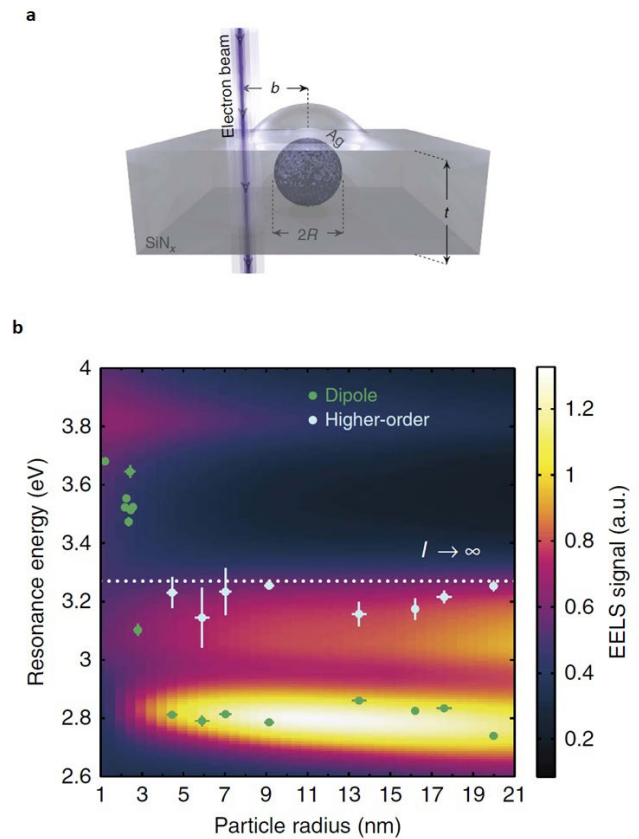 a
Electron beam
b
Ag
t
2R
SiNₓ
b
4
3.8
3.6
3.4
3.2
3
2.8
2.6
Resonance energy (eV)
Dipole
Higher-order
l → ∞
1 3 5 7 9 11 13 15 17 19 21
Particle radius (nm)
1.2
1
0.8
0.6
0.4
0.2
EELS signal (a.u.)